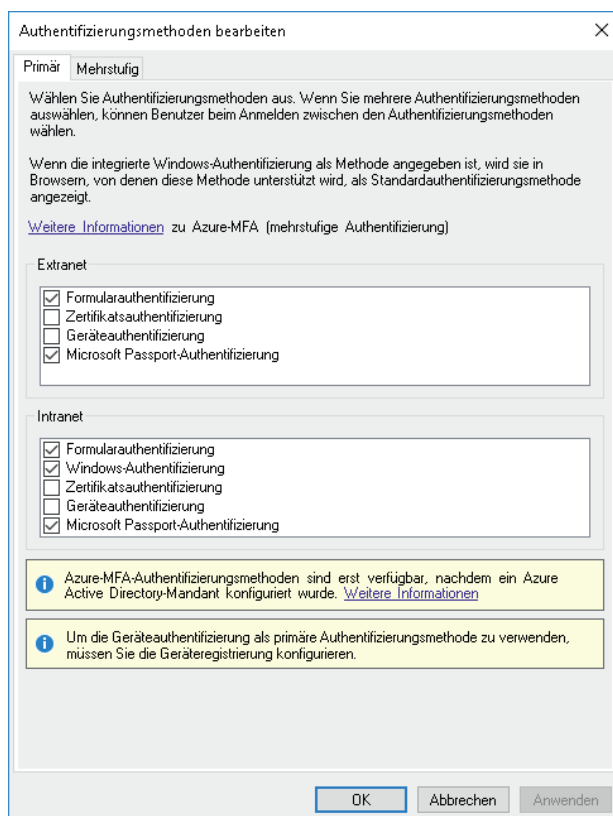 Authentifizierungsmethoden bearbeiten
Primär Mehrstufig
Wählen Sie Authentifizierungsmethoden aus. Wenn Sie mehrere Authentifizierungsmethoden
auswählen, können Benutzer beim Anmelden zwischen den Authentifizierungsmethoden
wählen.
Wenn die integrierte Windows-Authentifizierung als Methode angegeben ist, wird sie in
Browsern, von denen diese Methode unterstützt wird, als Standardauthentifizierungsmethode
angezeigt.
Weitere Informationen zu Azure-MFA (mehrstufige Authentifizierung)
Extranet
Formularauthentifizierung
Zertifikatsauthentifizierung
Geräteauthentifizierung
Microsoft Passport-Authentifizierung
Intranet
Formularauthentifizierung
Windows-Authentifizierung
Zertifikatsauthentifizierung
Geräteauthentifizierung
Microsoft Passport-Authentifizierung
Azure-MFA-Authentifizierungsmethoden sind erst verfügbar, nachdem ein Azure
Active Directory-Mandant konfiguriert wurde. Weitere Informationen
Um die Geräteauthentifizierung als primäre Authentifizierungsmethode zu verwenden,
müssen Sie die Geräteregistrierung konfigurieren.
OK Abbrechen Anwenden